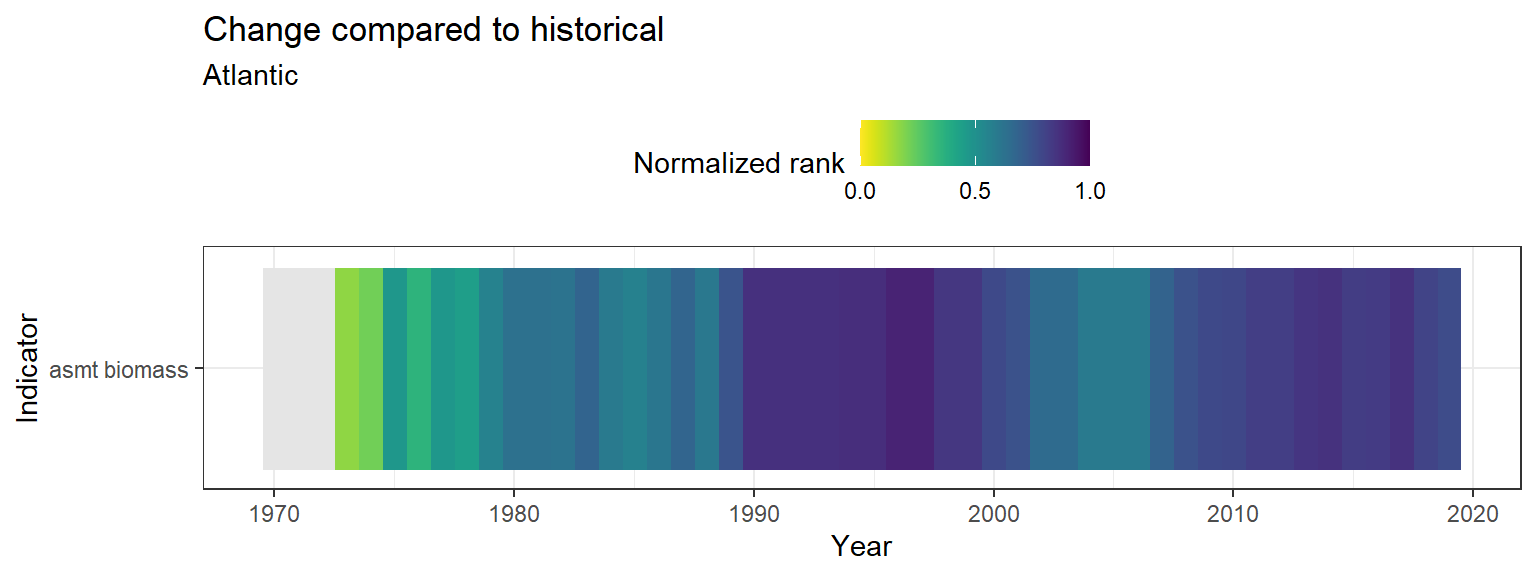 Change compared to historical
Atlantic
Normalized rank
0.0 0.5 1.0
Indicator
asmt biomass
1970 1980 1990 2000 2010 2020
Year